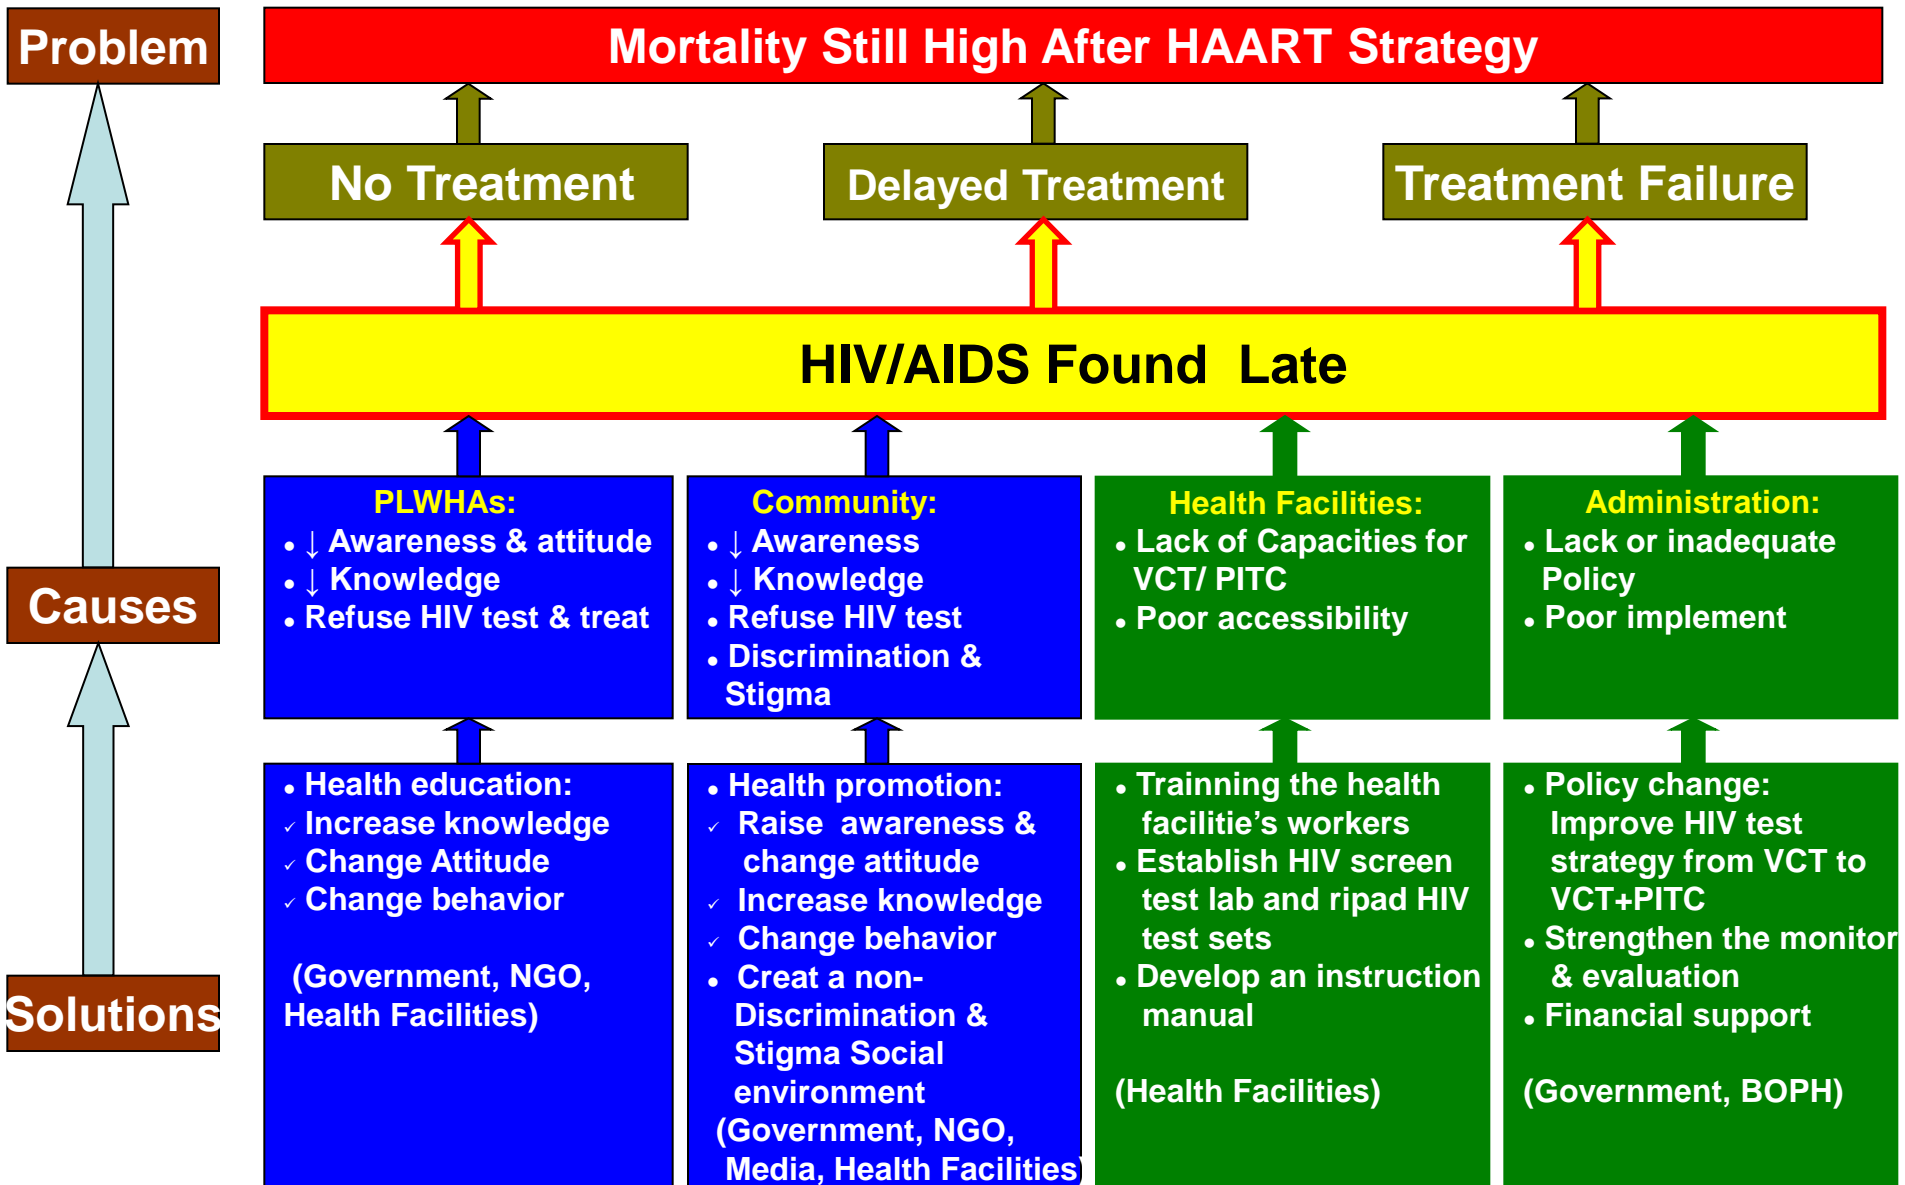 Problem
Mortality Still High After HAART Strategy
No Treatment
Delayed Treatment
Treatment Failure
HIV/AIDS Found  Late
Causes
PLWHAs:
• ↓ Awareness & attitude
• ↓ Knowledge
• Refuse HIV test & treat
Community:
• ↓ Awareness
• ↓ Knowledge
• Refuse HIV test
• Discrimination &
Stigma
Health Facilities:
• Lack of Capacities for
VCT/ PITC
• Poor accessibility
Administration:
• Lack or inadequate
Policy
• Poor implement
Solutions
• Health education:
✓ Increase knowledge
✓ Change Attitude
✓ Change behavior
(Government, NGO,
Health Facilities)
• Health promotion:
✓ Raise  awareness &
change attitude
✓ Increase knowledge
✓ Change behavior
• Creat a non-
Discrimination &
Stigma Social
environment
(Government, NGO,
Media, Health Facilities)
• Trainning the health
facilitie's workers
• Establish HIV screen
test lab and ripad HIV
test sets
• Develop an instruction
manual
(Health Facilities)
• Policy change:
Improve HIV test
strategy from VCT to
VCT+PITC
• Strengthen the monitor
& evaluation
• Financial support
(Government, BOPH)